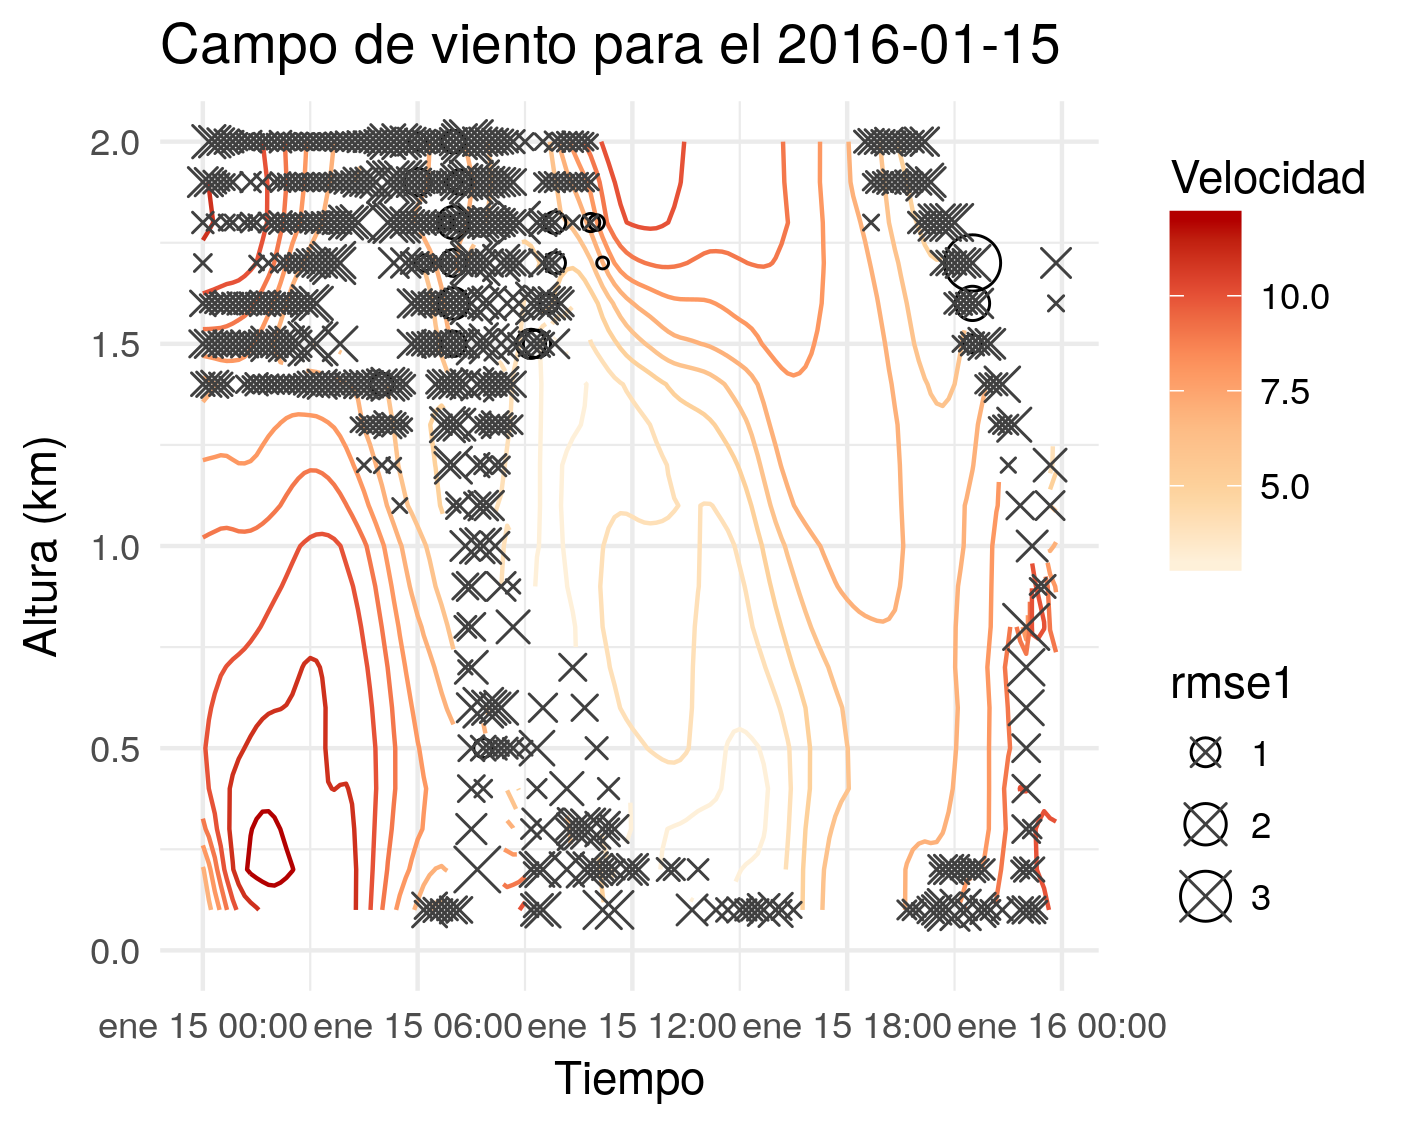 Campo de viento para el 2016-01-15
Altura (km)
2.0
1.5
1.0
0.5
0.0
ene 15 00:00
ene 15 06:00
ene 15 12:00
ene 15 18:00
ene 16 00:00
Tiempo
Velocidad
10.0
7.5
5.0
rmse1
1
2
3